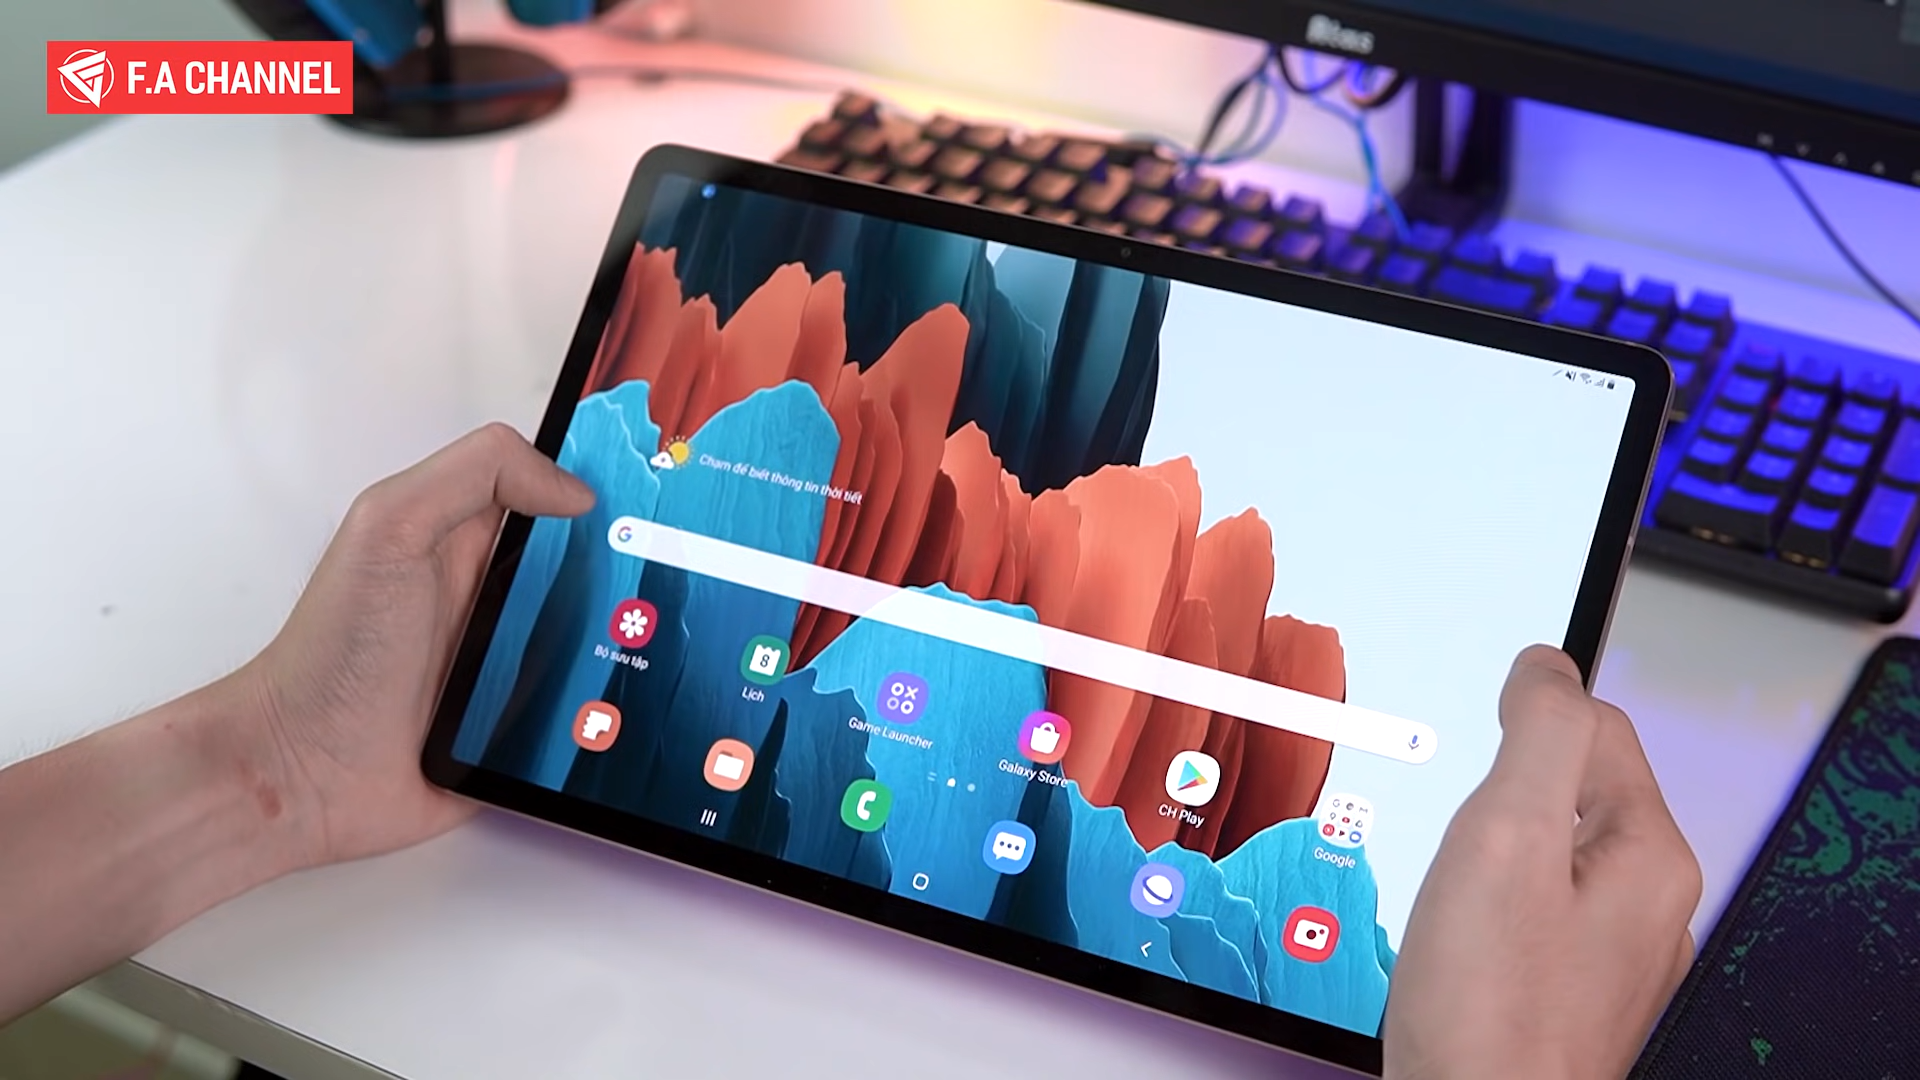 F.A CHANNEL
Chạm để biết thông tin thời tiết
G
Bộ sưu tập
8
Lịch
Game Launcher
Galaxy Store
CH Play
Google